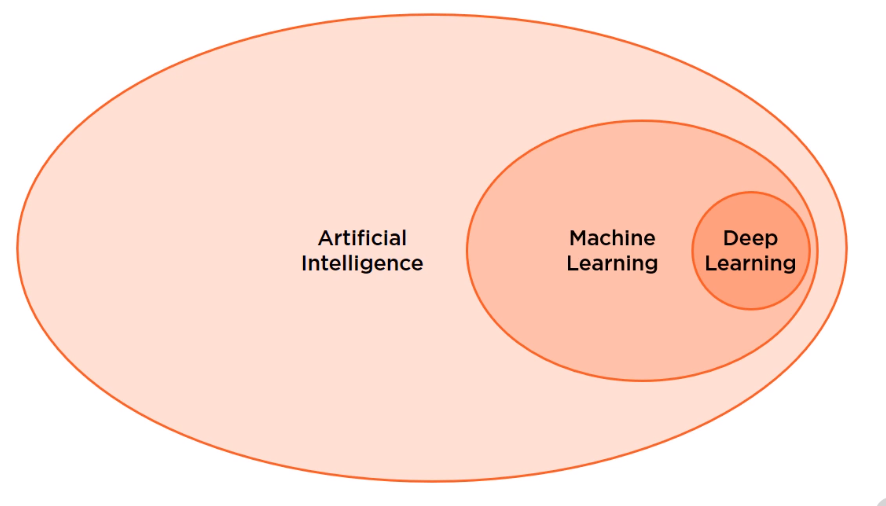 Artificial
Intelligence
Machine
Learning
Deep
Learning